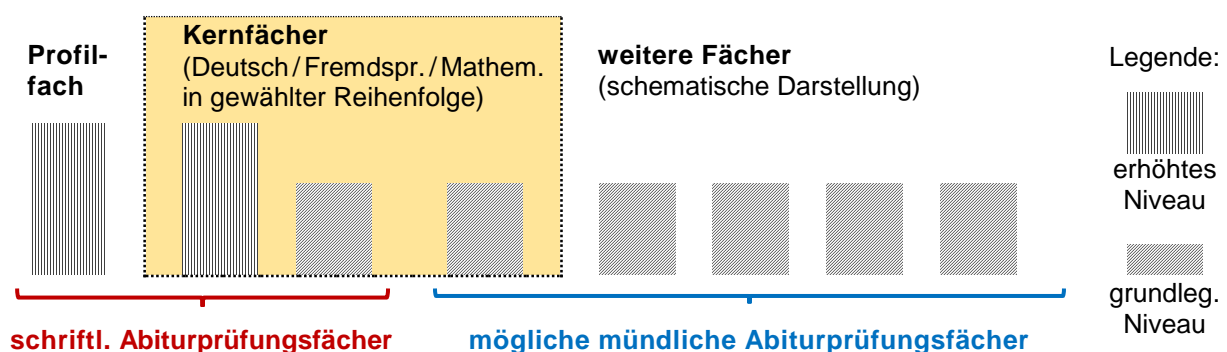 Profil-
fach
Kernfächer
(Deutsch / Fremdspr. / Mathem.
in gewählter Reihenfolge)
weitere Fächer
(schematische Darstellung)
Legende:
erhöhtes
Niveau
grundleg.
Niveau
schriftl. Abiturprüfungsfächer
mögliche mündliche Abiturprüfungsfächer